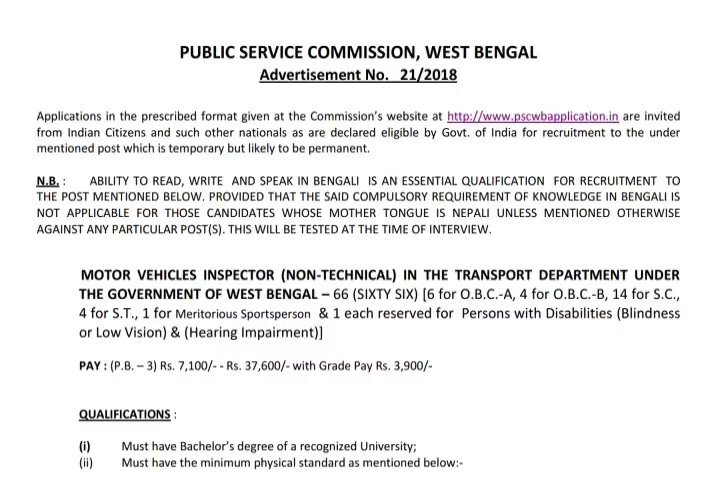 PUBLIC SERVICE COMMISSION, WEST BENGAL
Advertisement No. 21/2018
Applications in the prescribed format given at the Commission's website at http://www.pscwbapplication.in are invited
from Indian Citizens and such other nationals as are declared eligible by Govt. of India for recruitment to the under
mentioned post which is temporary but likely to be permanent.
N.B. : ABILITY TO READ, WRITE AND SPEAK IN BENGALI IS AN ESSENTIAL QUALIFICATION FOR RECRUITMENT TO
THE POST MENTIONED BELOW. PROVIDED THAT THE SAID COMPULSORY REQUIREMENT OF KNOWLEDGE IN BENGALI IS
NOT APPLICABLE FOR THOSE CANDIDATES WHOSE MOTHER TONGUE IS NEPALI UNLESS MENTIONED OTHERWISE
AGAINST ANY PARTICULAR POST(S). THIS WILL BE TESTED AT THE TIME OF INTERVIEW.
MOTOR VEHICLES INSPECTOR (NON-TECHNICAL) IN THE TRANSPORT DEPARTMENT UNDER
THE GOVERNMENT OF WEST BENGAL – 66 (SIXTY SIX) [6 for O.B.C.-A, 4 for O.B.C.-B, 14 for S.C.,
4 for S.T., 1 for Meritorious Sportsperson & 1 each reserved for Persons with Disabilities (Blindness
or Low Vision) & (Hearing Impairment)]
PAY : (P.B. – 3) Rs. 7,100/- - Rs. 37,600/- with Grade Pay Rs. 3,900/-
QUALIFICATIONS :
(i) Must have Bachelor's degree of a recognized University;
(ii) Must have the minimum physical standard as mentioned below:-